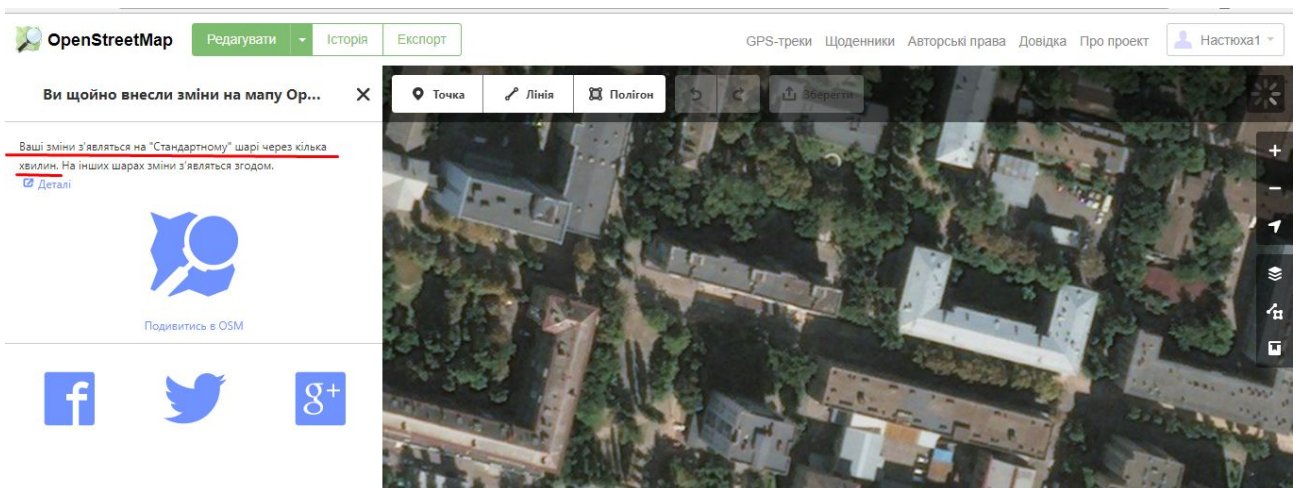 OpenStreetMap Редагувати Історія Експорт GPS-треки Щоденники Авторські права Довідка Про проект Настюха1
Ви щойно внесли зміни на мапу Op...
Точка Лінія Полігон Зберегти
Ваші зміни з'являться на "Стандартному" шарі через кілька
хвилин. На інших шарах зміни з'являться згодом.
Деталі
Подивитись в OSM
f
g+